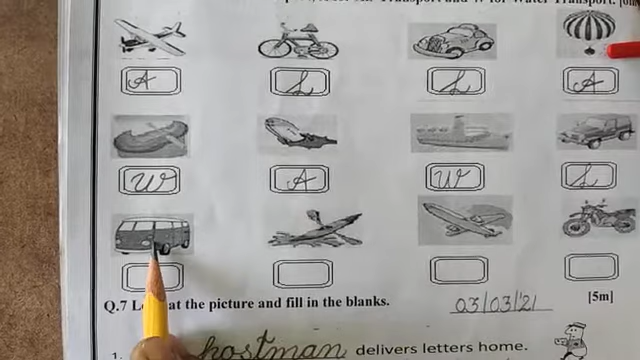 Transport and W for Water Transport.
A L L A
W A W L
Q.7 L at the picture and fill in the blanks. 03/03/'21 [5m]
1. hostman delivers letters home.